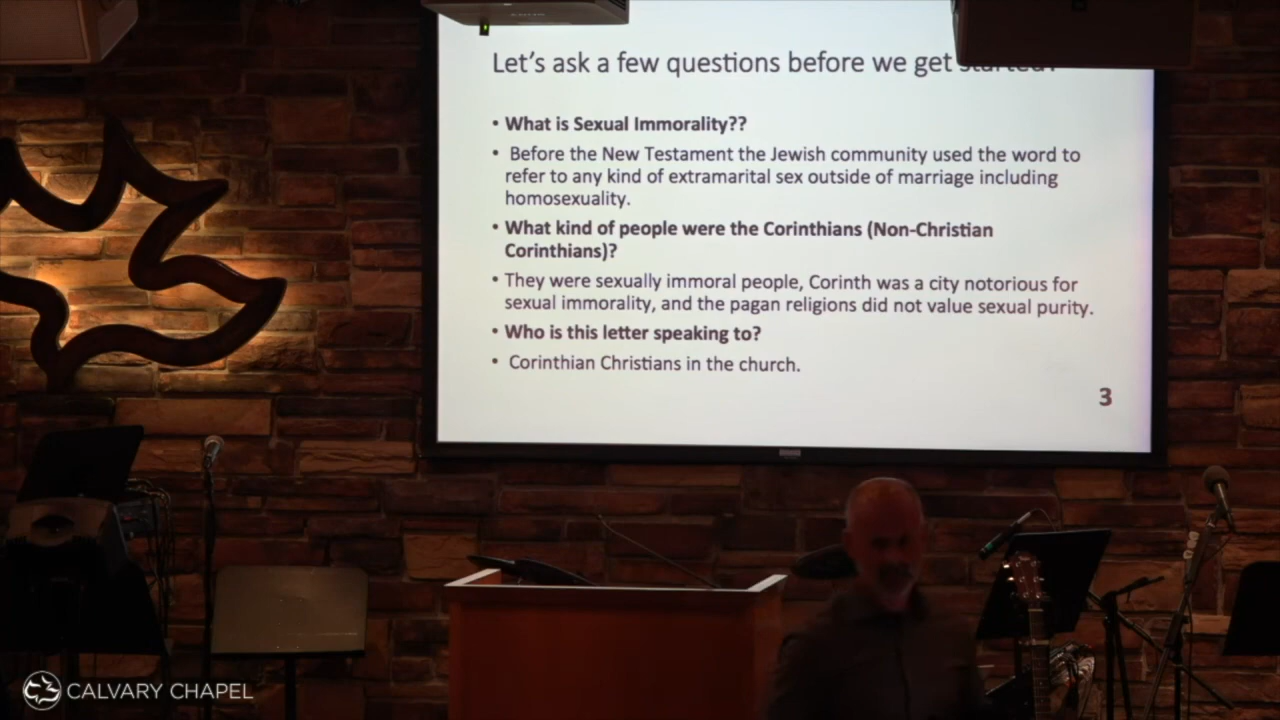 Let's ask a few questions before we get
• What is Sexual Immorality??
• Before the New Testament the Jewish community used the word to
refer to any kind of extramarital sex outside of marriage including
homosexuality.
• What kind of people were the Corinthians (Non-Christian
Corinthians)?
• They were sexually immoral people, Corinth was a city notorious for
sexual immorality, and the pagan religions did not value sexual purity.
• Who is this letter speaking to?
• Corinthian Christians in the church.
3
CALVARY CHAPEL